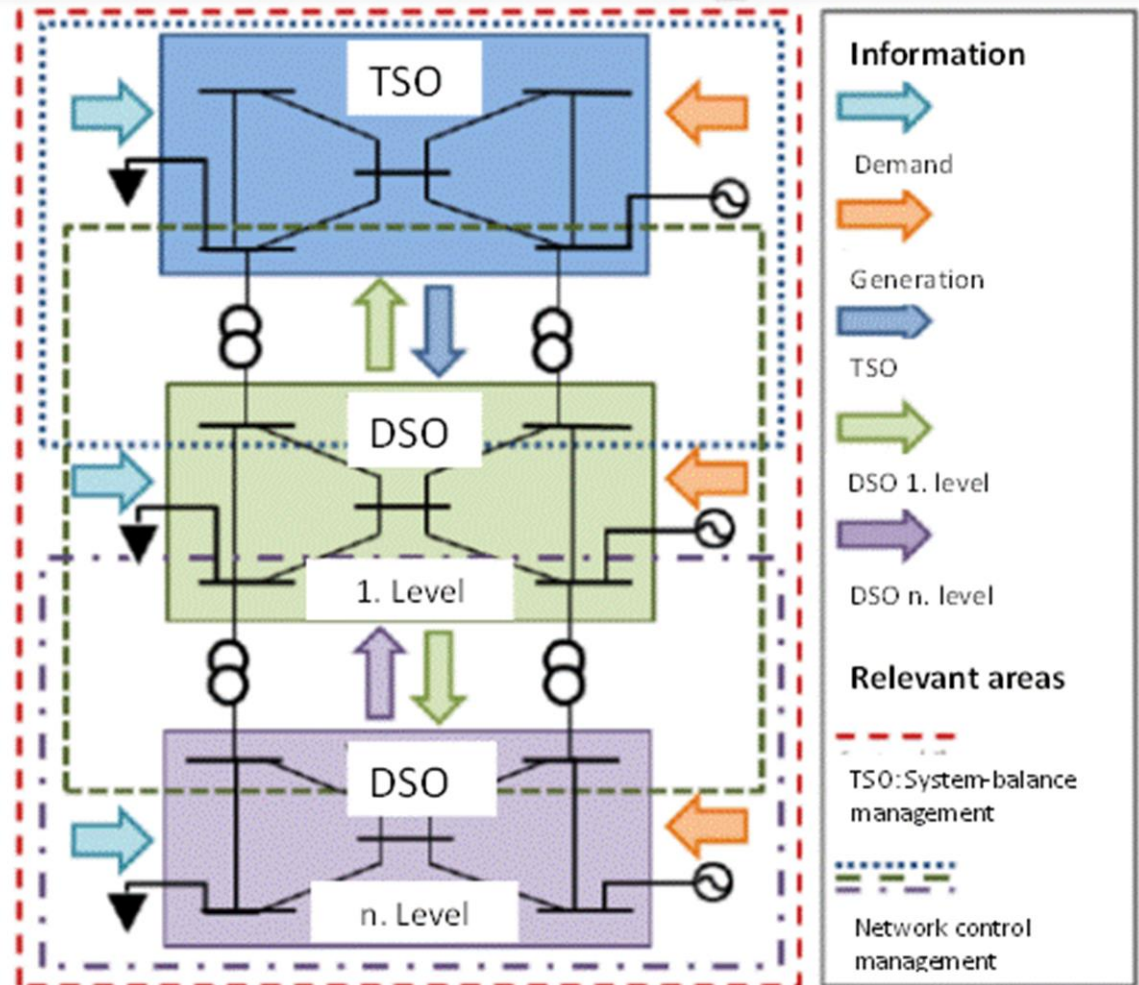 TSO
DSO
1. Level
DSO
n. Level
Information
Demand
Generation
TSO
DSO 1. level
DSO n. level
Relevant areas
TSO:System-balance
management
Network control
management